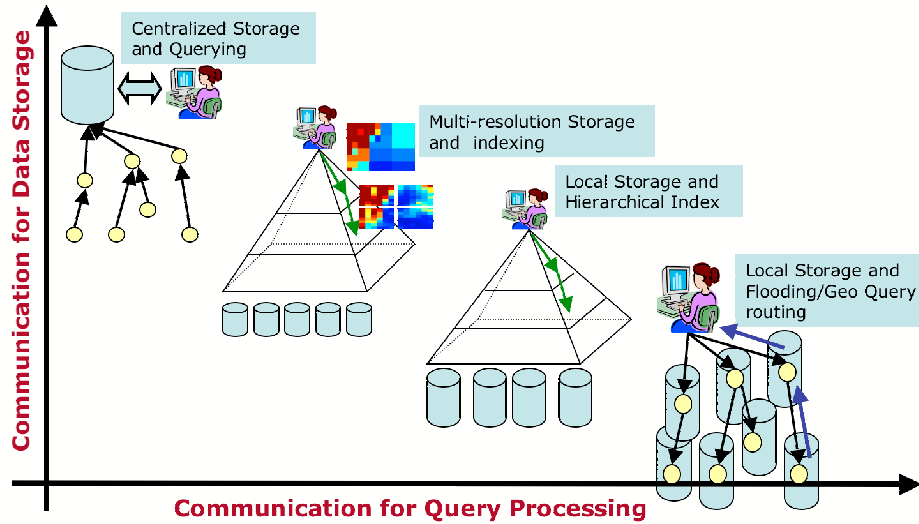 Communication for Data Storage
Centralized Storage
and Querying
Multi-resolution Storage
and indexing
Local Storage and
Hierarchical Index
Local Storage and
Flooding/Geo Query
routing
Communication for Query Processing